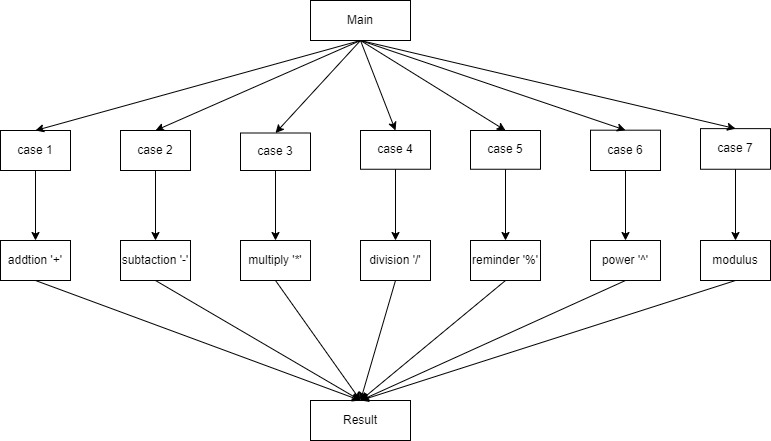 Main
case 1
case 2
case 3
case 4
case 5
case 6
case 7
addtion '+'
subtaction '-'
multiply '*'
division '/'
reminder '%'
power '^'
modulus
Result